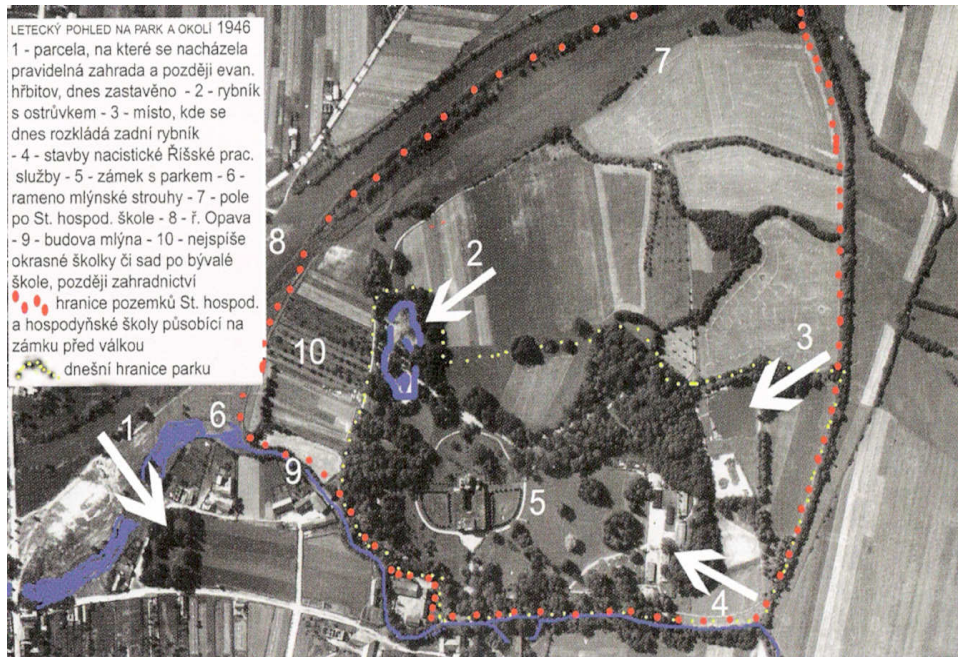 LETECKÝ POHLED NA PARK A OKOLÍ 1946
1 - parcela, na které se nacházela
pravidelná zahrada a později evan.
hřbitov, dnes zastavěno - 2 - rybník
s ostrůvkem - 3 - místo, kde se
dnes rozkládá zadní rybník
- 4 - stavby nacistické Říšské prac.
služby - 5 - zámek s parkem - 6 -
rameno mlýnské strouhy - 7 - pole
po St. hospod. škole - 8 - ř. Opava
- 9 - budova mlýna - 10 - nejspíše
okrasné školky či sad po bývalé
škole, později zahradnictví
hranice pozemků St. hospod.
a hospodyňské školy působící na
zámku před válkou
dnešní hranice parku
7
8
2
10
3
6
1
9
5
4